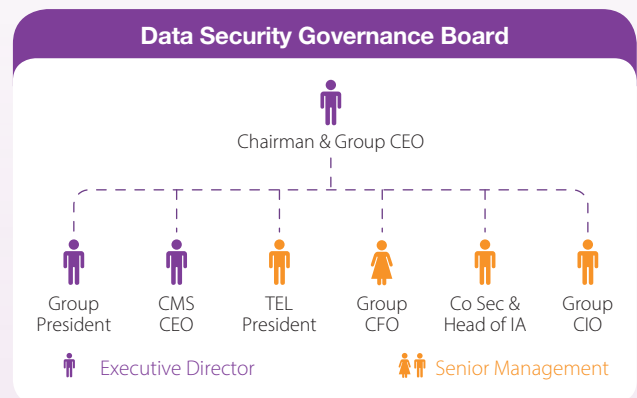 Data Security Governance Board
Chairman & Group CEO
Group President
CMS CEO
TEL President
Group CFO
Co Sec & Head of IA
Group CIO
Executive Director
Senior Management